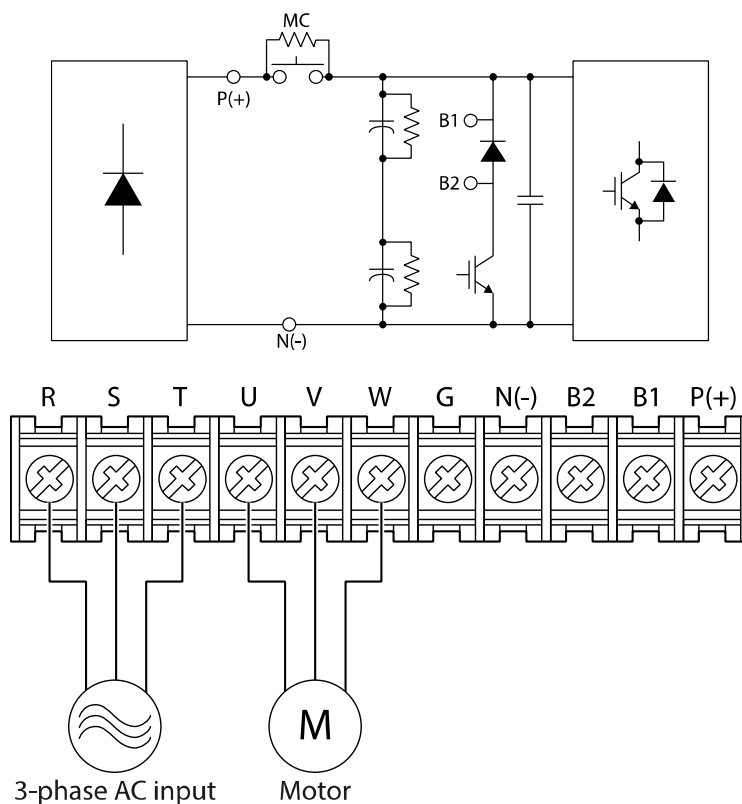 MC
P(+)
B1
B2
N(-)
R S T U V W G N(-) B2 B1 P(+)
M
3-phase AC input Motor